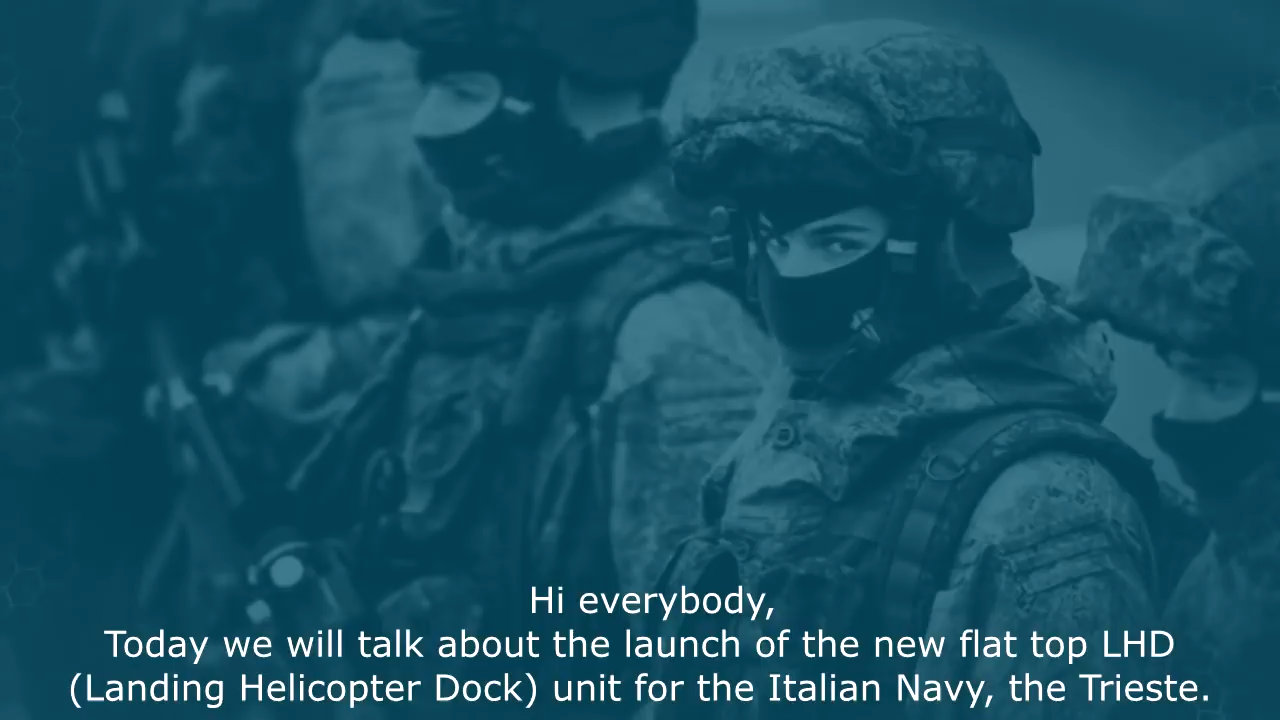 Hi everybody,
Today we will talk about the launch of the new flat top LHD
(Landing Helicopter Dock) unit for the Italian Navy, the Trieste.